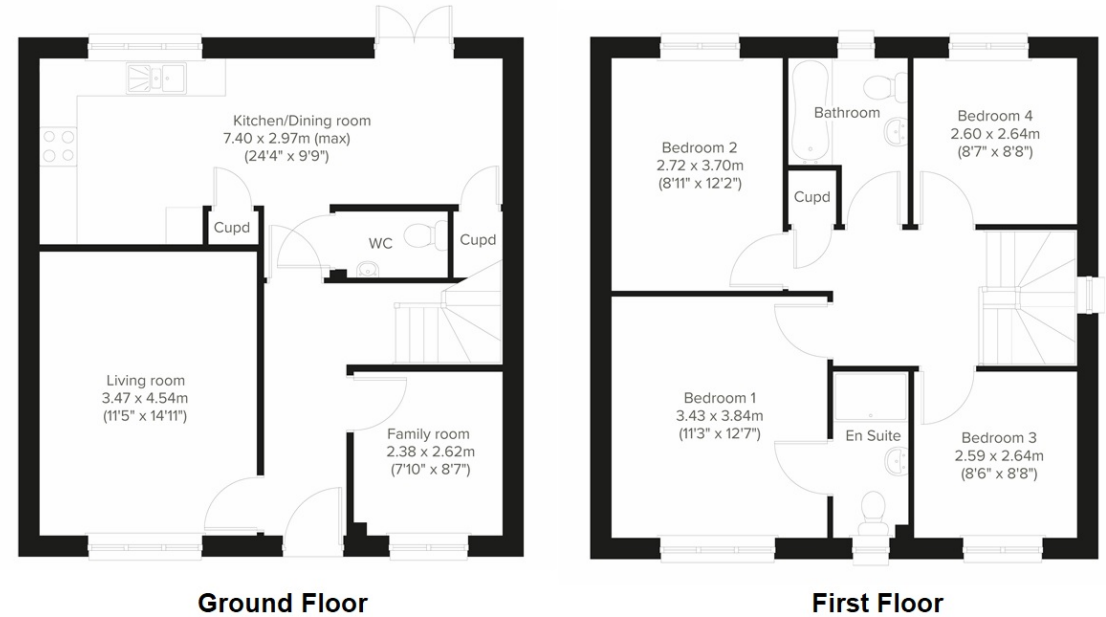 Kitchen/Dining room
7.40 x 2.97m (max)
(24'4" x 9'9")
Cupd
WC
Cupd
Living room
3.47 x 4.54m
(11'5" x 14'11")
Family room
2.38 x 2.62m
(7'10" x 8'7")
Ground Floor
Bedroom 2
2.72 x 3.70m
(8'11" x 12'2")
Bathroom
Bedroom 4
2.60 x 2.64m
(8'7" x 8'8")
Cupd
Bedroom 1
3.43 x 3.84m
(11'3" x 12'7")
En Suite
Bedroom 3
2.59 x 2.64m
(8'6" x 8'8")
First Floor